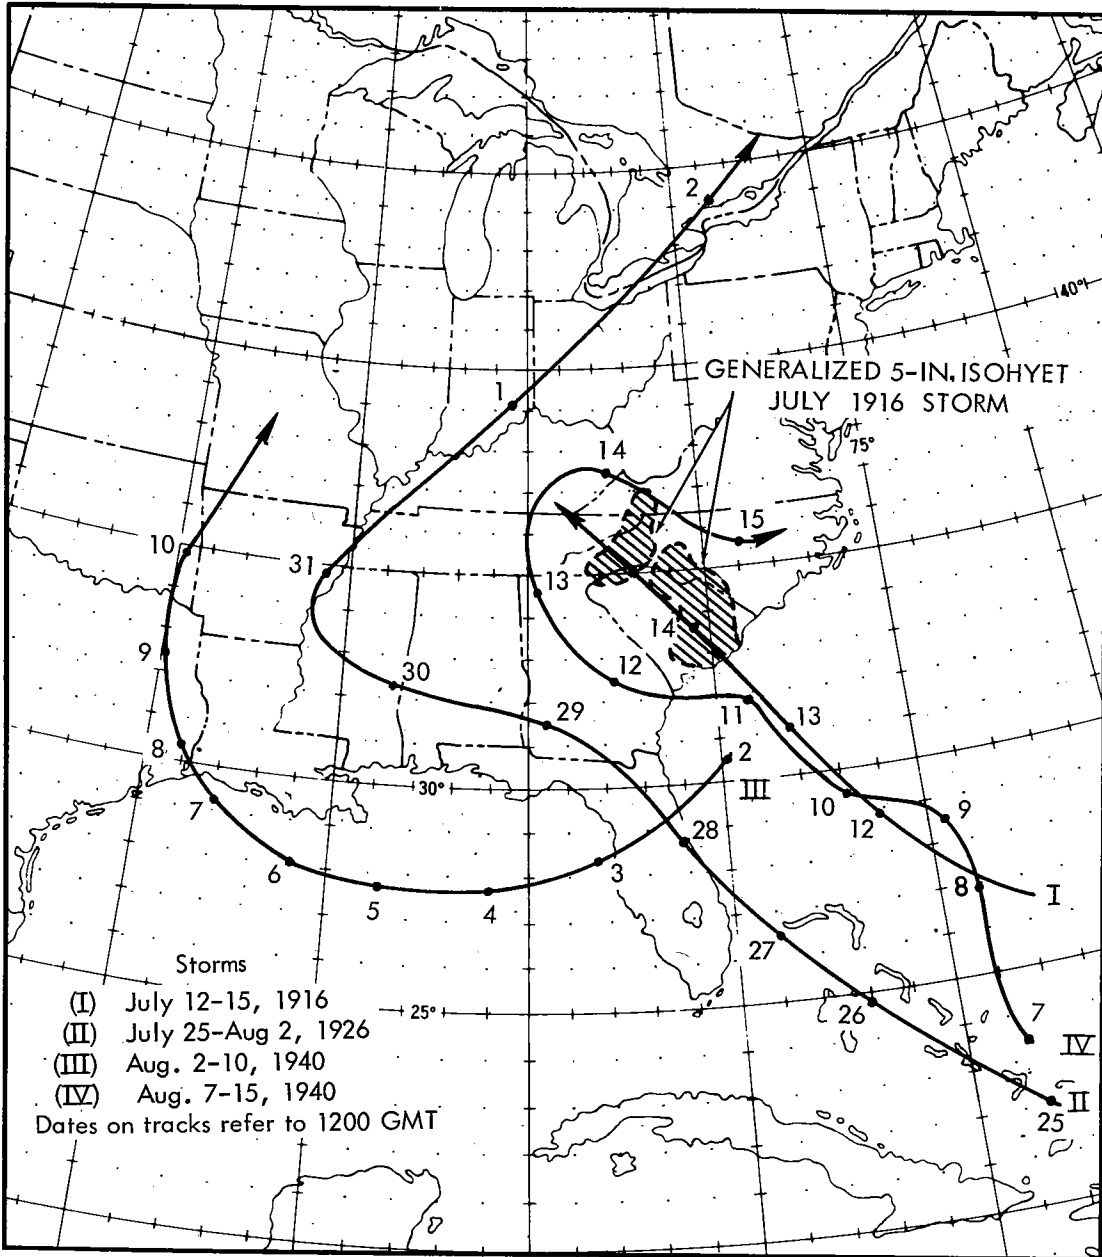 2
40°
GENERALIZED 5-IN. ISOHYET
JULY 1916 STORM
1
75°
14
15
10
31
13
9
14
12
30
11
13
29
8
2
III
30°
7
10
9
12
28
6
3
8
I
5
4
27
Storms
(I) July 12-15, 1916
25°
26
7
(II) July 25-Aug 2, 1926
IV
(III) Aug. 2-10, 1940
(IV) Aug. 7-15, 1940
II
Dates on tracks refer to 1200 GMT
25